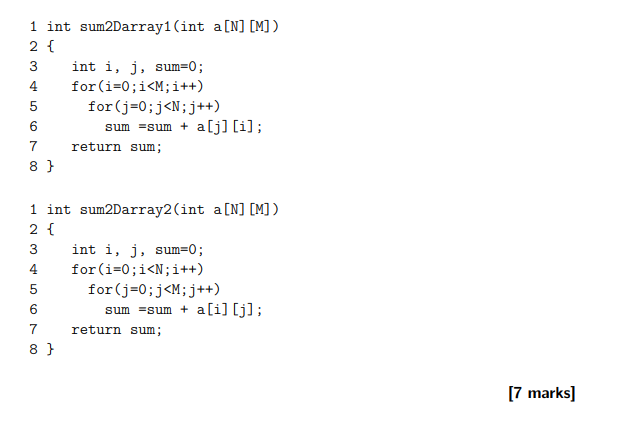 1 int sum2Darray1(int a[N][M])
2 {
3    int i, j, sum=0;
4    for(i=0;i<M;i++)
5      for(j=0;j<N;j++)
6        sum =sum + a[j][i];
7    return sum;
8 }
1 int sum2Darray2(int a[N][M])
2 {
3    int i, j, sum=0;
4    for(i=0;i<N;i++)
5      for(j=0;j<M;j++)
6        sum =sum + a[i][j];
7    return sum;
8 }
[7 marks]